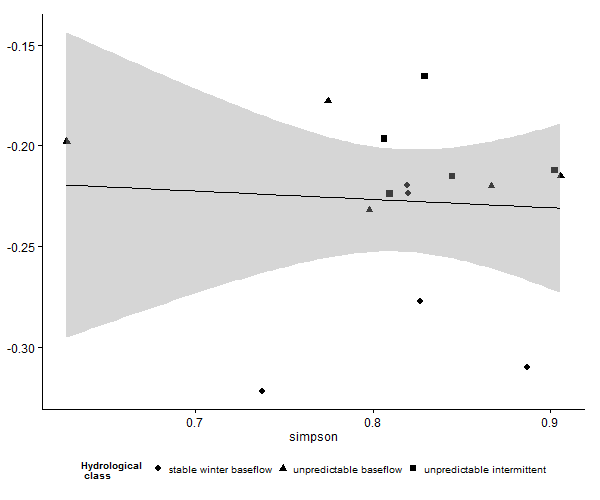 -0.15
-0.20
-0.25
-0.30
0.7 0.8 0.9
simpson
Hydrological
class
stable winter baseflow unpredictable baseflow unpredictable intermittent